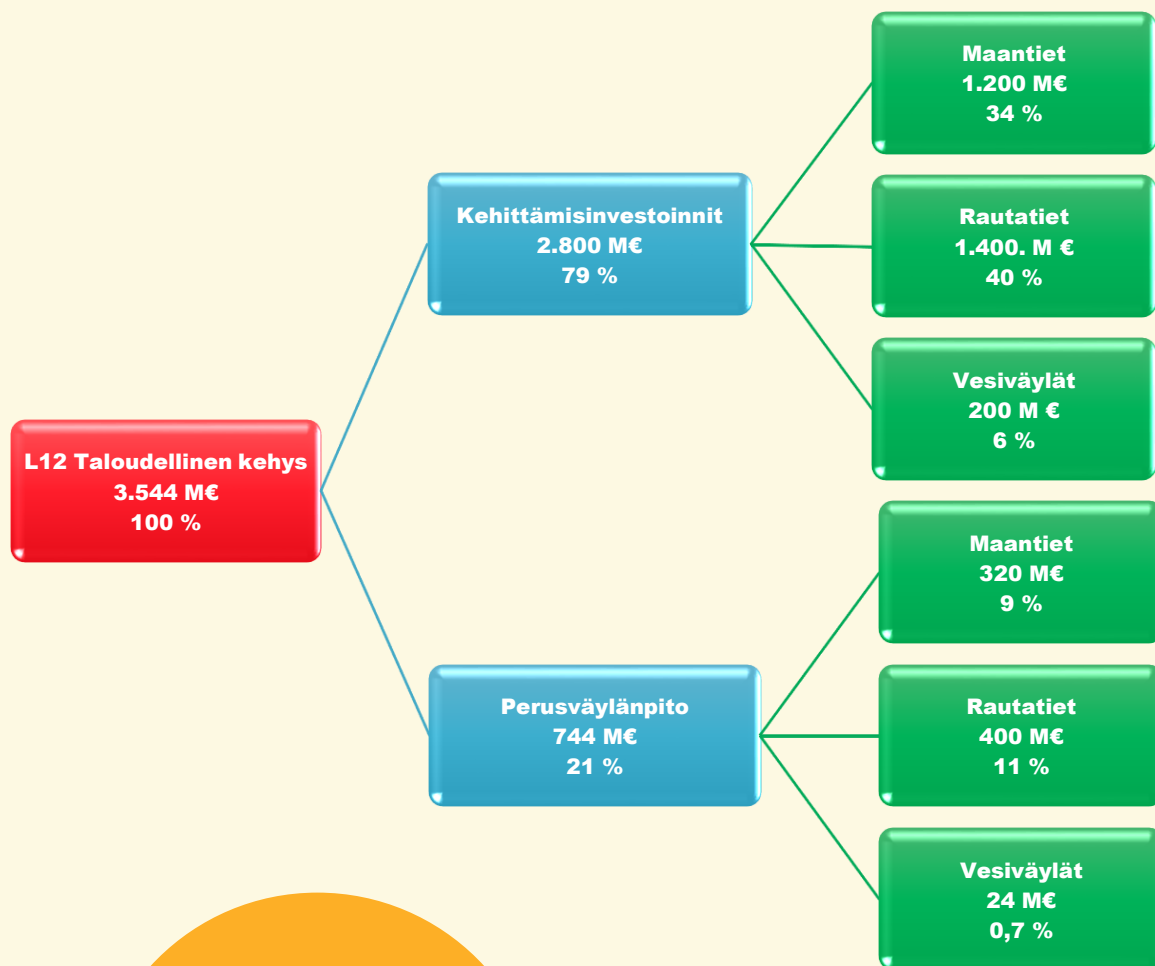 L12 Taloudellinen kehys
3.544 M€
100 %
Kehittämisinvestoinnit
2.800 M€
79 %
Maantiet
1.200 M€
34 %
Rautatiet
1.400. M €
40 %
Vesiväylät
200 M €
6 %
Perusväylänpito
744 M€
21 %
Maantiet
320 M€
9 %
Rautatiet
400 M€
11 %
Vesiväylät
24 M€
0,7 %